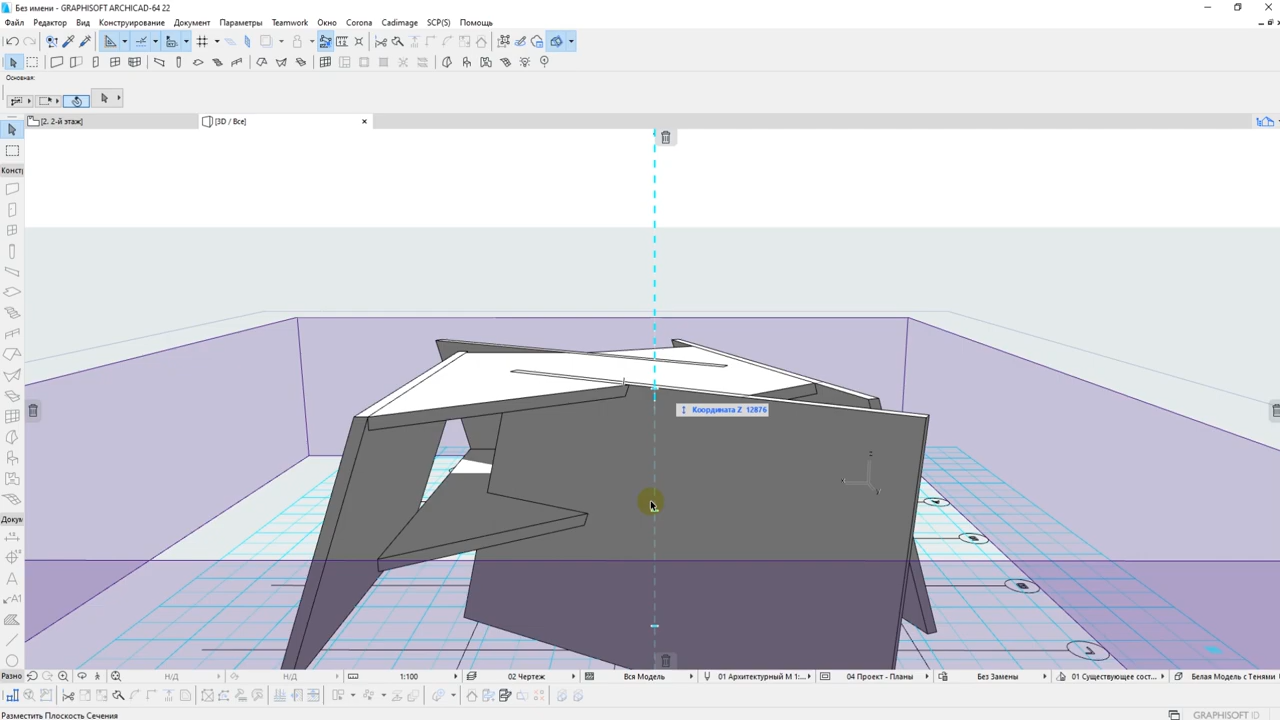 Без имени - GRAPHISOFT ARCHICAD-64 22
Файл Редактор Вид Конструирование Документ Параметры Teamwork Окно Corona Cadimage SCP(S) Помощь
Основная:
[2. 2-й этаж]
[3D / Все]
Констр
Координата Z 12876
Докум
Разно
Н/Д
Н/Д
1:100
02 Чертеж
Вся Модель
01 Архитектурный М 1:...
04 Проект - Планы
Без Замены
01 Существующее сост...
Белая Модель с Тенями
Разместить Плоскость Сечения
GRAPHISOFT ID